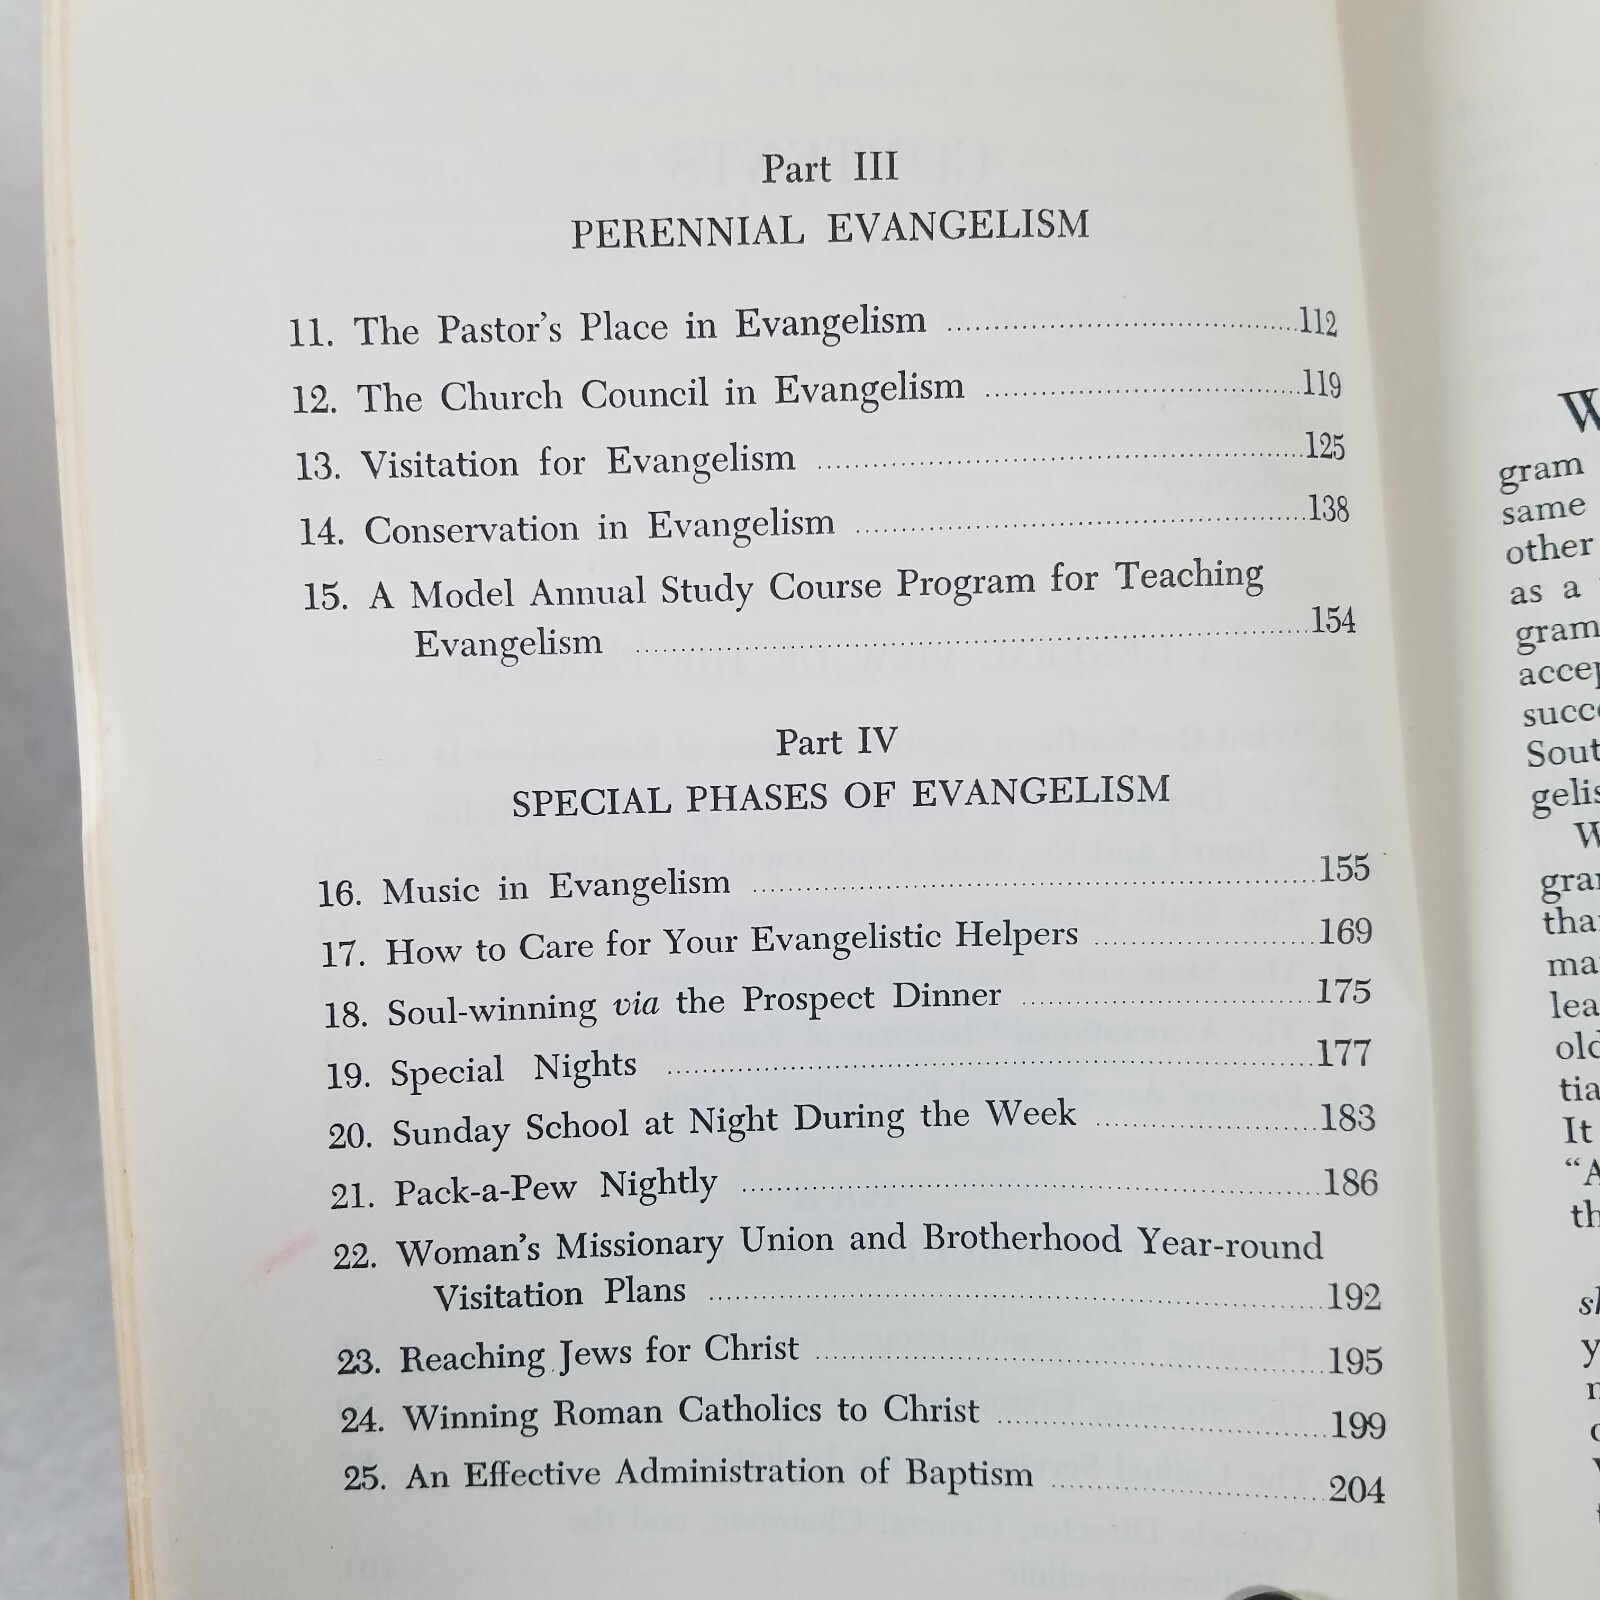 Part III
PERENNIAL EVANGELISM
11. The Pastor's Place in Evangelism ........................................112
12. The Church Council in Evangelism ....................................119
13. Visitation for Evangelism ........................................................125
14. Conservation in Evangelism ....................................................138
15. A Model Annual Study Course Program for Teaching
Evangelism ..............................................................................154
Part IV
SPECIAL PHASES OF EVANGELISM
16. Music in Evangelism ................................................................155
17. How to Care for Your Evangelistic Helpers .........................169
18. Soul-winning via the Prospect Dinner .................................175
19. Special Nights ..........................................................................177
20. Sunday School at Night During the Week .........................183
21. Pack-a-Pew Nightly .................................................................186
22. Woman's Missionary Union and Brotherhood Year-round
Visitation Plans ......................................................................192
23. Reaching Jews for Christ ..........................................................195
24. Winning Roman Catholics to Christ .....................................199
25. An Effective Administration of Baptism ..............................204
W
gram
same
other
as a
gram
It